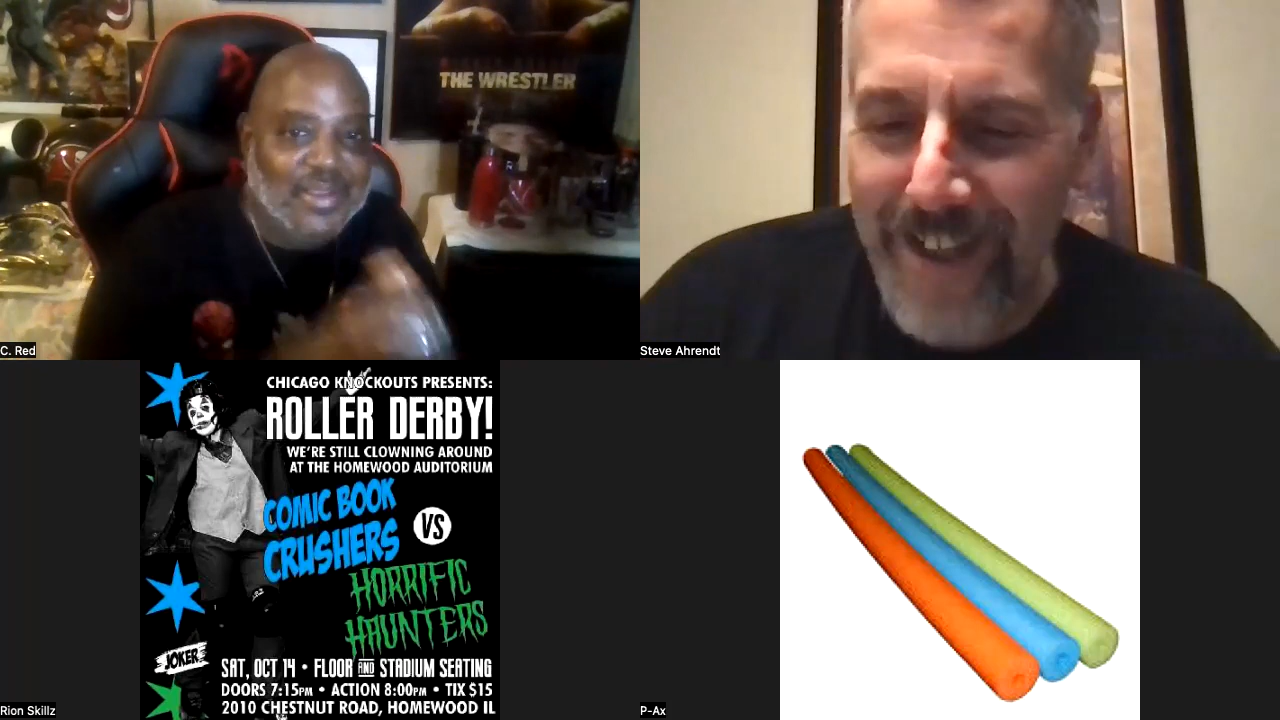 THE WRESTLER
C. Red
Steve Ahrendt
CHICAGO KNOCKOUTS PRESENTS:
ROLLER DERBY!
WE'RE STILL CLOWNING AROUND
AT THE HOMEWOOD AUDITORIUM
COMIC BOOK
CRUSHERS
VS
HORRIFIC
HAUNTERS
JOKER
SAT, OCT 14 • FLOOR AND STADIUM SEATING
DOORS 7:15PM • ACTION 8:00PM • TIX $15
2010 CHESTNUT ROAD, HOMEWOOD IL
Rion Skillz
P-Ax